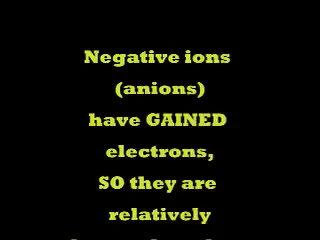 Negative ions
(anions)
have GAINED
electrons,
SO they are
relatively